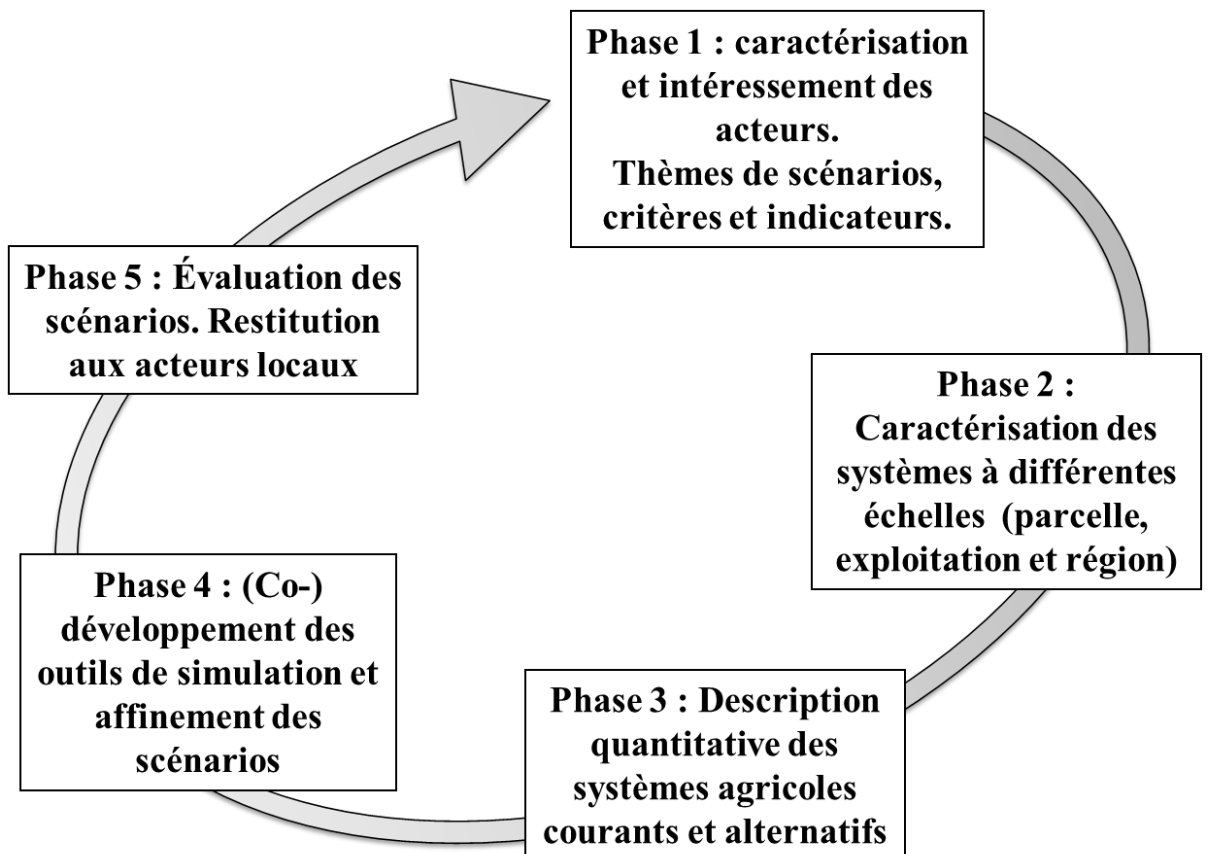 Phase 1 : caractérisation
et intéressement des
acteurs.
Thèmes de scénarios,
critères et indicateurs.
Phase 2 :
Caractérisation des
systèmes à différentes
échelles (parcelle,
exploitation et région)
Phase 3 : Description
quantitative des
systèmes agricoles
courants et alternatifs
Phase 4 : (Co-)
développement des
outils de simulation et
affinement des
scénarios
Phase 5 : Évaluation des
scénarios. Restitution
aux acteurs locaux